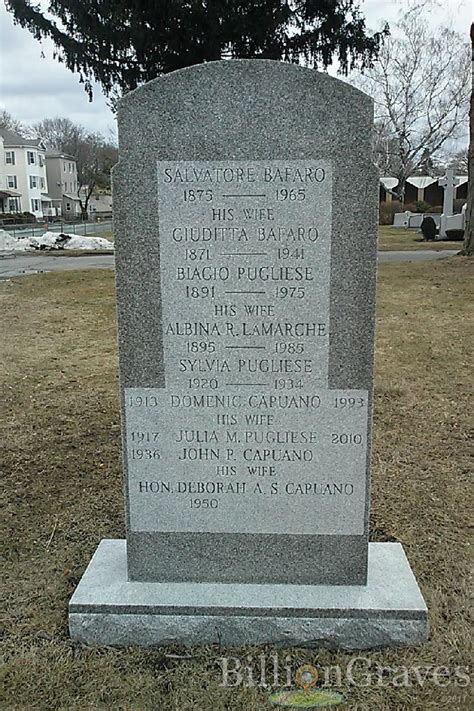 SALVATORE BAFARO
1875 —— 1965
HIS WIFE
GIUDITTA BAFARO
1871 —— 1941
BIAGIO PUGLIESE
1891 —— 1975
HIS WIFE
ALBINA R. LAMARCHE
1895 —— 1985
SYLVIA PUGLIESE
1920 —— 1934
1913 DOMENIC CAPUANO 1993
HIS WIFE
1917 JULIA M. PUGLIESE 2010
1936 JOHN P. CAPUANO
HIS WIFE
HON. DEBORAH A. S. CAPUANO
1950
BillionGraves